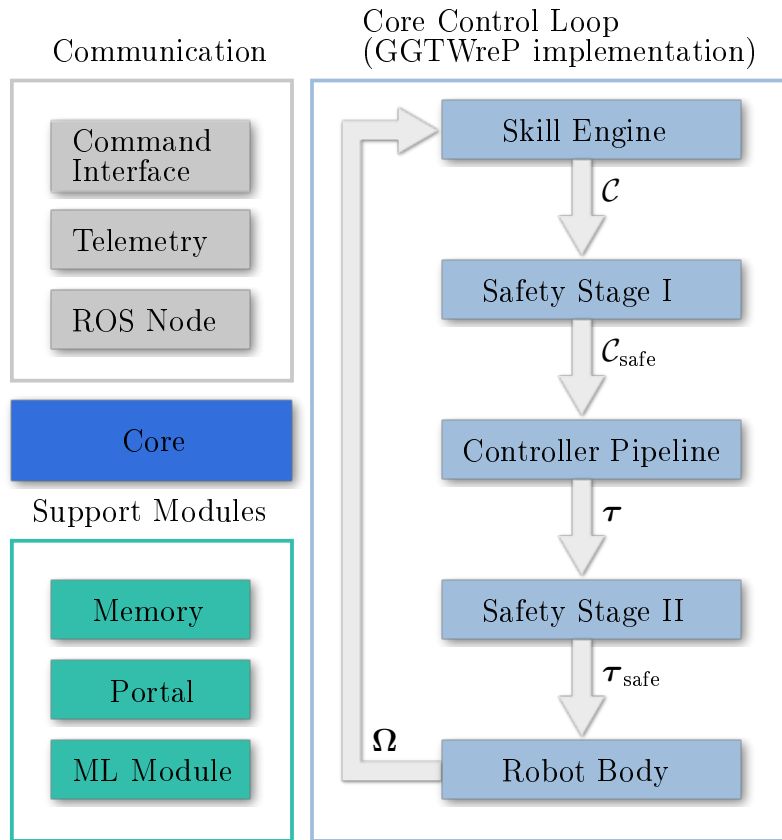 Communication
Command
Interface
Telemetry
ROS Node
Core
Support Modules
Memory
Portal
ML Module
Core Control Loop
(GGTWreP implementation)
Skill Engine
𝒞
Safety Stage I
𝒞safe
Controller Pipeline
τ
Safety Stage II
τsafe
Robot Body
Ω